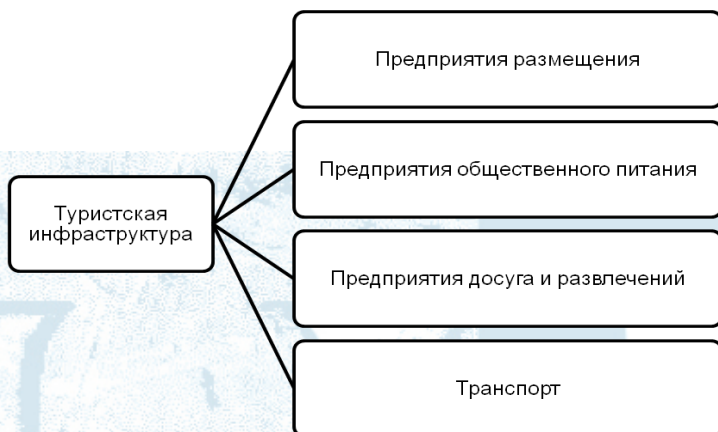 Предприятия размещения
Предприятия общественного питания
Туристская
инфраструктура
Предприятия досуга и развлечений
Транспорт